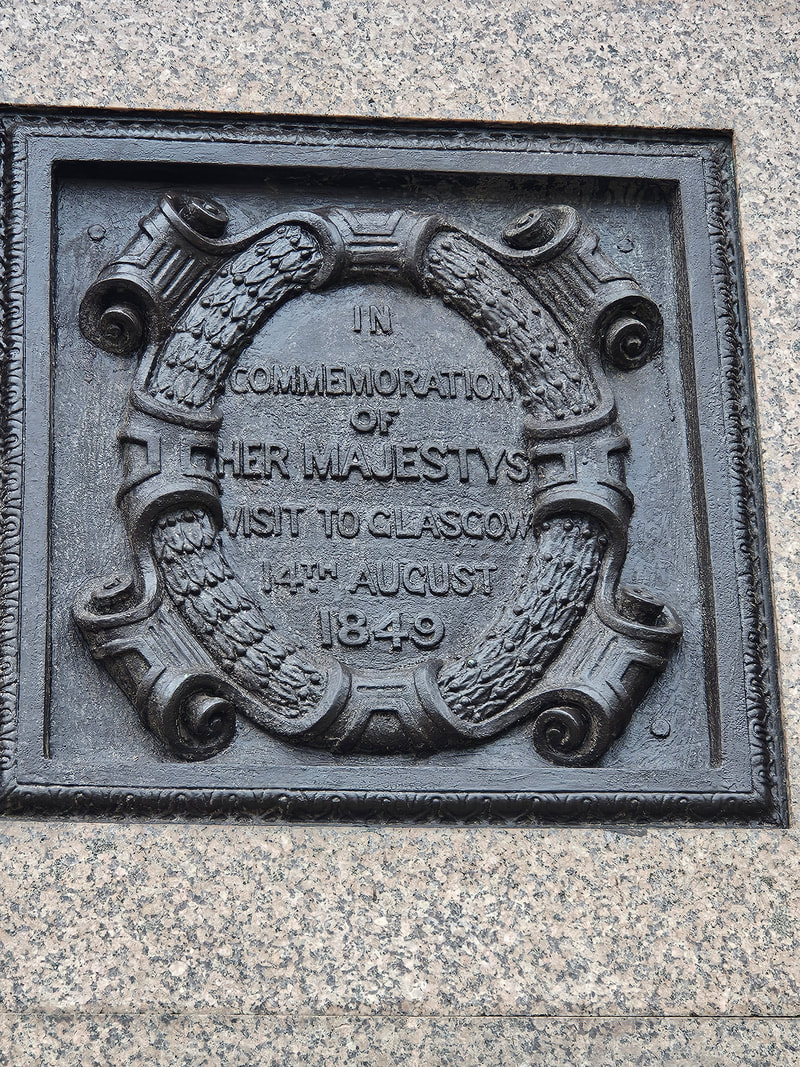 IN
COMMEMORATION
OF
HER MAJESTYS
VISIT TO GLASGOW
14TH AUGUST
1849